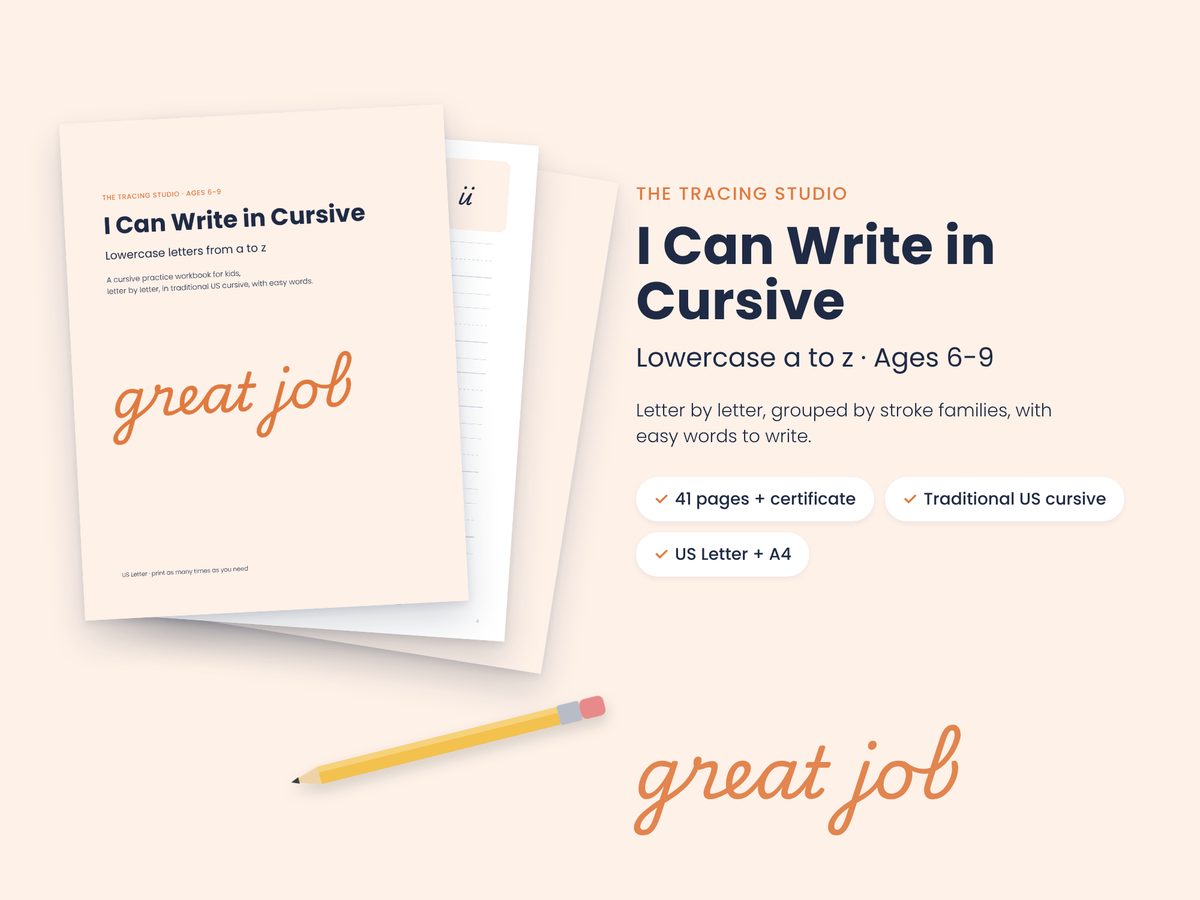 THE TRACING STUDIO · AGES 6–9
I Can Write in Cursive
Lowercase letters from a to z
A cursive practice workbook for kids,
letter by letter, in traditional US cursive, with easy words.
great job
US Letter · print as many times as you need
ii
4
THE TRACING STUDIO
I Can Write in
Cursive
Lowercase a to z · Ages 6–9
Letter by letter, grouped by stroke families, with
easy words to write.
41 pages + certificate
Traditional US cursive
US Letter + A4
great job